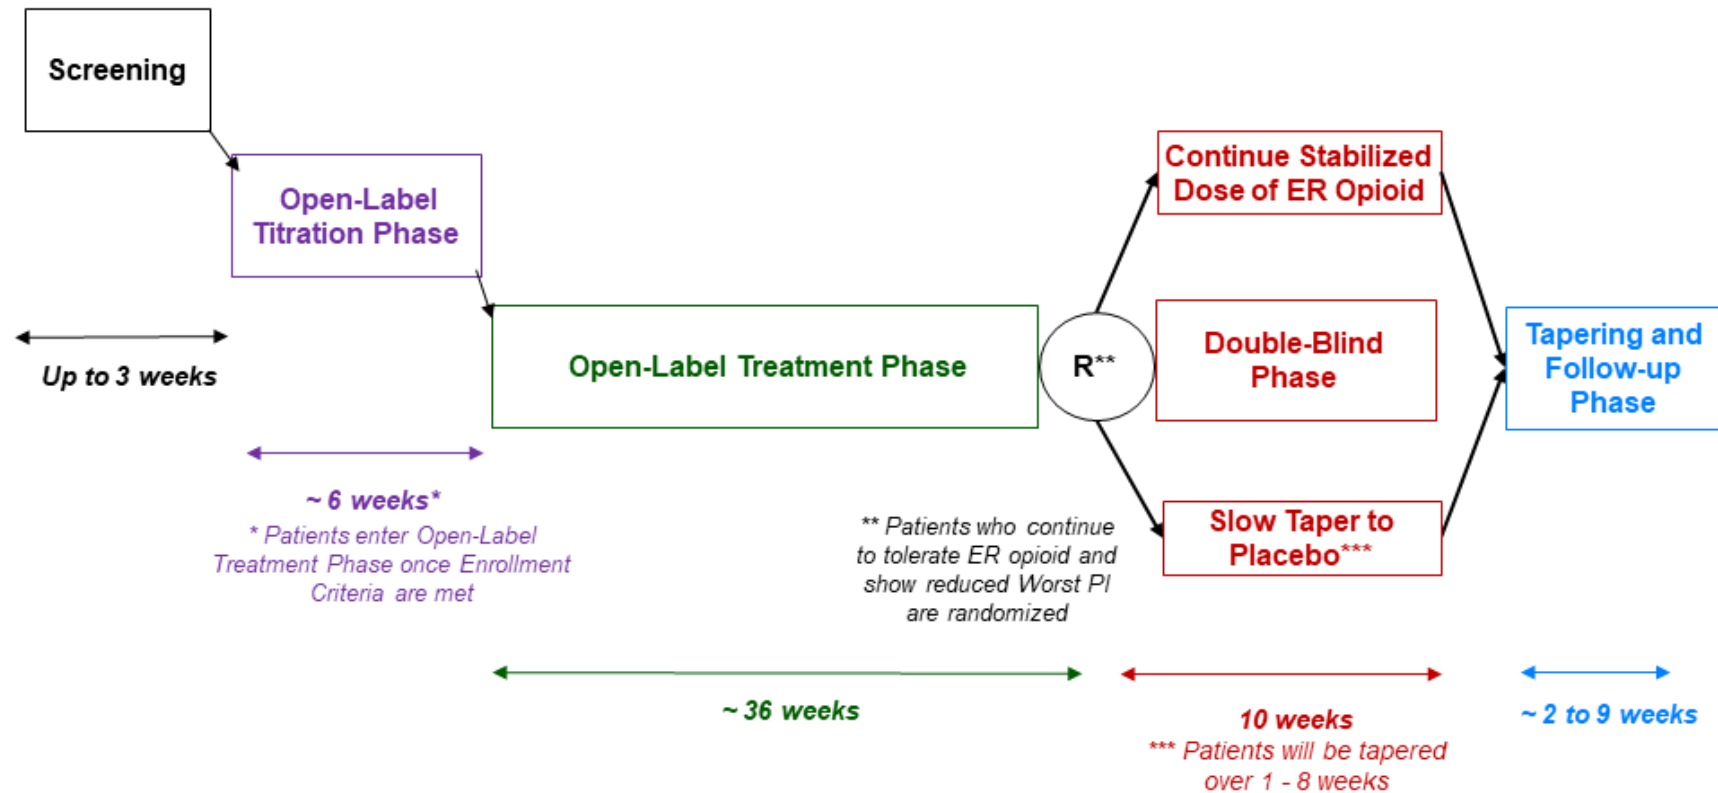 Screening
Up to 3 weeks
Open-Label
Titration Phase
~ 6 weeks*
* Patients enter Open-Label
Treatment Phase once Enrollment
Criteria are met
Open-Label Treatment Phase
~ 36 weeks
R**
** Patients who continue
to tolerate ER opioid and
show reduced Worst PI
are randomized
Continue Stabilized
Dose of ER Opioid
Double-Blind
Phase
Slow Taper to
Placebo***
10 weeks
*** Patients will be tapered
over 1 - 8 weeks
Tapering and
Follow-up
Phase
~ 2 to 9 weeks